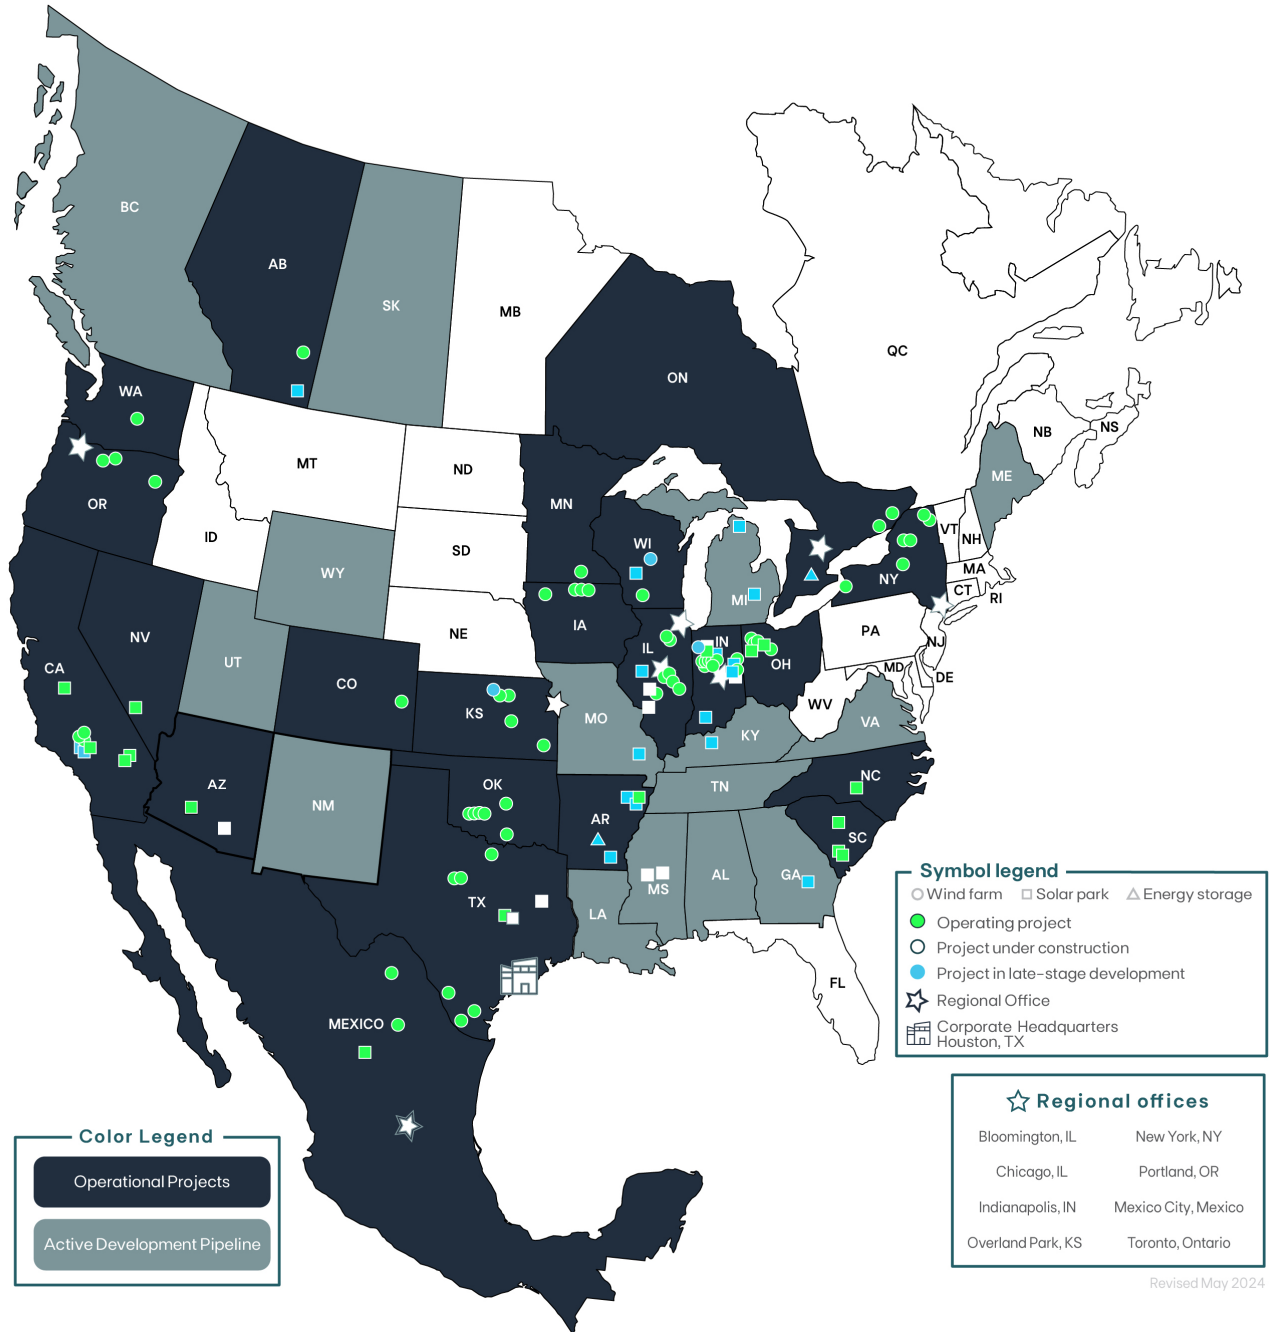 BC
AB
SK
MB
ON
QC
NB
NS
ME
WA
MT
ND
MN
OR
ID
SD
WI
VT
NH
WY
MI
NY
MA
CT
RI
NE
IA
PA
NV
NJ
IL
IN
OH
MD
DE
UT
CA
CO
KS
MO
WV
VA
KY
AZ
OK
TN
NC
NM
AR
SC
TX
LA
MS
AL
GA
FL
MEXICO
Symbol legend
Wind farm Solar park Energy storage
Operating project
Project under construction
Project in late-stage development
Regional Office
Corporate Headquarters
Houston, TX
Regional offices
Bloomington, IL New York, NY
Chicago, IL Portland, OR
Indianapolis, IN Mexico City, Mexico
Overland Park, KS Toronto, Ontario
Color Legend
Operational Projects
Active Development Pipeline
Revised May 2024